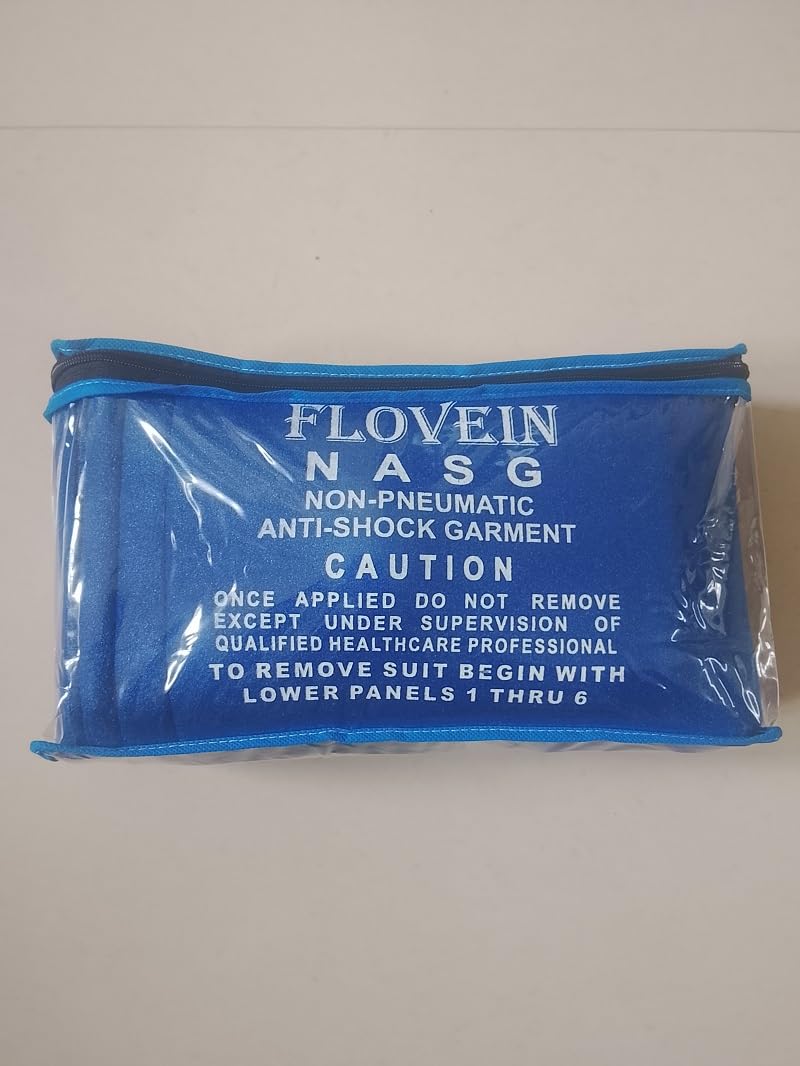 FLOVEIN
NASG
NON-PNEUMATIC
ANTI-SHOCK GARMENT
CAUTION
ONCE APPLIED DO NOT REMOVE
EXCEPT UNDER SUPERVISION OF
QUALIFIED HEALTHCARE PROFESSIONAL
TO REMOVE SUIT BEGIN WITH
LOWER PANELS 1 THRU 6